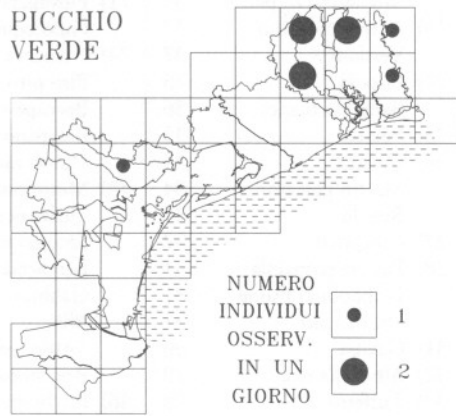 PICCHIO
VERDE
NUMERO
INDIVIDUI
OSSERV.
IN UN
GIORNO
1
2